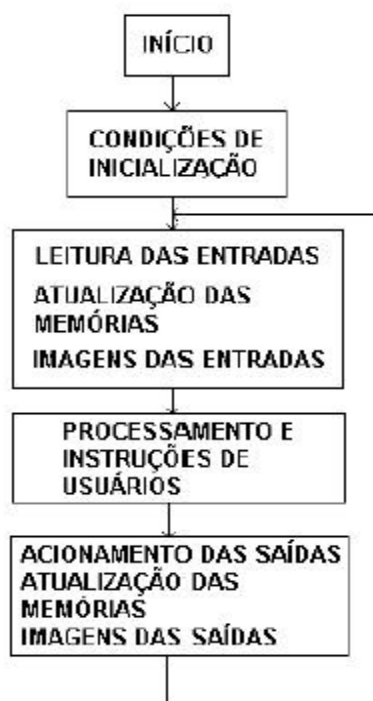 INÍCIO
CONDIÇÕES DE
INICIALIZAÇÃO
LEITURA DAS ENTRADAS
ATUALIZAÇÃO DAS
MEMÓRIAS
IMAGENS DAS ENTRADAS
PROCESSAMENTO E
INSTRUÇÕES DE
USUÁRIOS
ACIONAMENTO DAS SAÍDAS
ATUALIZAÇÃO DAS
MEMÓRIAS
IMAGENS DAS SAÍDAS